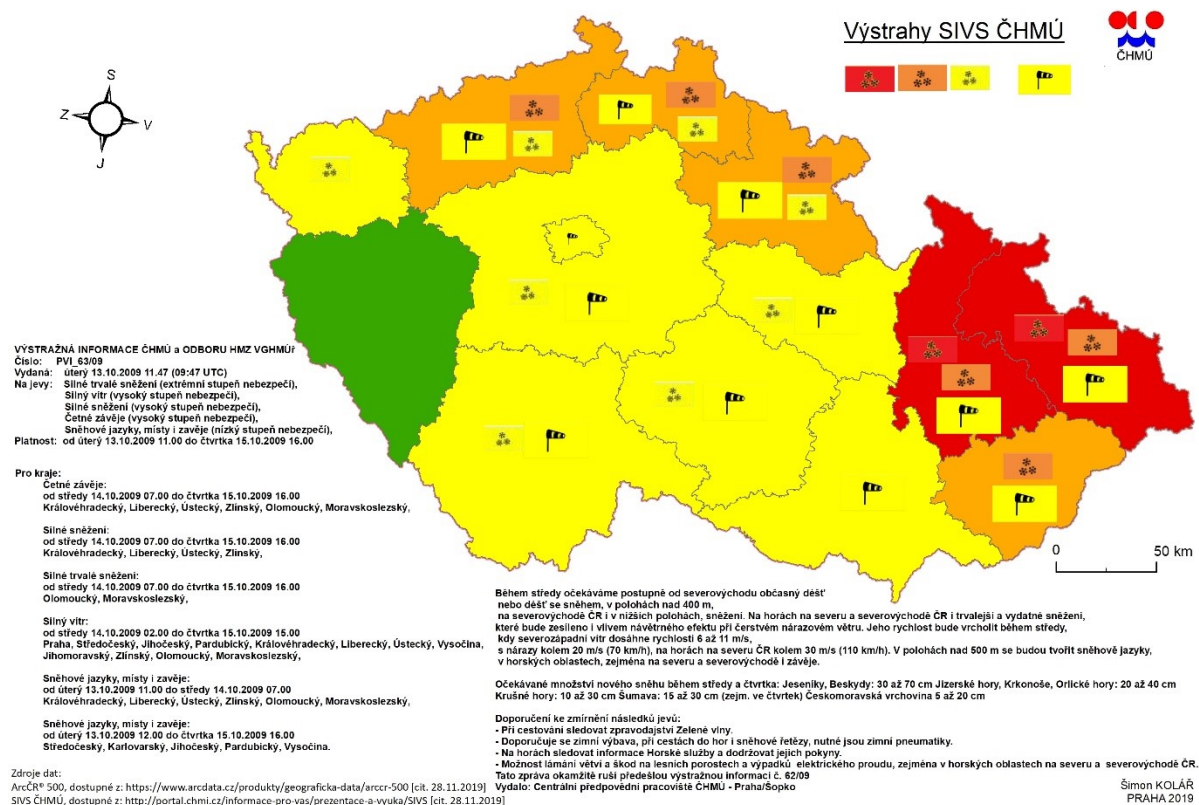 Výstrahy SIVS ČHMÚ
ČHMÚ
S
Z
V
J
VÝSTRAŽNÁ INFORMACE ČHMÚ a ODBORU HMZ VGHMÚř
Číslo: PVI_63/09
Vydaná: úterý 13.10.2009 11.47 (09:47 UTC)
Na jevy: Silné trvalé sněžení (extrémní stupeň nebezpečí),
Silný vítr (vysoký stupeň nebezpečí),
Silné sněžení (vysoký stupeň nebezpečí),
Četné závěje (vysoký stupeň nebezpečí),
Sněhové jazyky, místy i zavěje (nízký stupeň nebezpečí),
Platnost: od úterý 13.10.2009 11.00 do čtvrtka 15.10.2009 16.00
Pro kraje:
Četné závěje:
od středy 14.10.2009 07.00 do čtvrtka 15.10.2009 16.00
Královéhradecký, Liberecký, Ústecký, Zlínský, Olomoucký, Moravskoslezský,
Silné sněžení:
od středy 14.10.2009 07.00 do čtvrtka 15.10.2009 16.00
Královéhradecký, Liberecký, Ústecký, Zlínský,
Silné trvalé sněžení:
od středy 14.10.2009 07.00 do čtvrtka 15.10.2009 16.00
Olomoucký, Moravskoslezský,
Silný vítr:
od středy 14.10.2009 02.00 do čtvrtka 15.10.2009 15.00
Praha, Středočeský, Jihočeský, Pardubický, Královéhradecký, Liberecký, Ústecký, Vysočina,
Jihomoravský, Zlínský, Olomoucký, Moravskoslezský,
Sněhové jazyky, místy i závěje:
od úterý 13.10.2009 11.00 do středy 14.10.2009 07.00
Královéhradecký, Liberecký, Ústecký, Zlínský, Olomoucký, Moravskoslezský,
Sněhové jazyky, místy i závěje:
od úterý 13.10.2009 12.00 do čtvrtka 15.10.2009 16.00
Středočeský, Karlovarský, Jihočeský, Pardubický, Vysočina.
0 50 km
Během středy očekáváme postupně od severovýchodu občasný déšť
nebo déšť se sněhem, v polohách nad 400 m,
na severovýchodě ČR i v nižších polohách, sněžení. Na horách na severu a severovýchodě ČR i trvalejší a vydatné sněžení,
které bude zesíleno i vlivem návětrného efektu při čerstvém nárazovém větru. Jeho rychlost bude vrcholit během středy,
kdy severozápadní vítr dosáhne rychlosti 6 až 11 m/s,
s nárazy kolem 20 m/s (70 km/h), na horách na severu ČR kolem 30 m/s (110 km/h). V polohách nad 500 m se budou tvořit sněhové jazyky,
v horských oblastech, zejména na severu a severovýchodě i závěje.
Očekávané množství nového sněhu během středy a čtvrtka: Jeseníky, Beskydy: 30 až 70 cm Jizerské hory, Krkonoše, Orlické hory: 20 až 40 cm
Krušné hory: 10 až 30 cm Šumava: 15 až 30 cm (zejm. ve čtvrtek) Českomoravská vrchovina 5 až 20 cm
Doporučení ke zmírnění následků jevů:
- Při cestování sledovat zpravodajství Zelené vlny.
- Doporučuje se zimní výbava, při cestách do hor i sněhové řetězy, nutné jsou zimní pneumatiky.
- Na horách sledovat informace Horské služby a dodržovat jejich pokyny.
- Možnost lámání větví a škod na lesních porostech a výpadků elektrického proudu, zejména v horských oblastech na severu a severovýchodě ČR.
Tato zpráva okamžitě ruší předešlou výstražnou informaci č. 62/09
Vydalo: Centrální předpovědní pracoviště ČHMÚ - Praha/Šopko
Zdroje dat:
ArcČR® 500, dostupné z: https://www.arcdata.cz/produkty/geograficka-data/arccr-500 [cit. 28.11.2019]
SIVS ČHMÚ, dostupné z: http://portal.chmi.cz/informace-pro-vas/prezentace-a-vyuka/SIVS [cit. 28.11.2019]
Šimon KOLÁŘ
PRAHA 2019